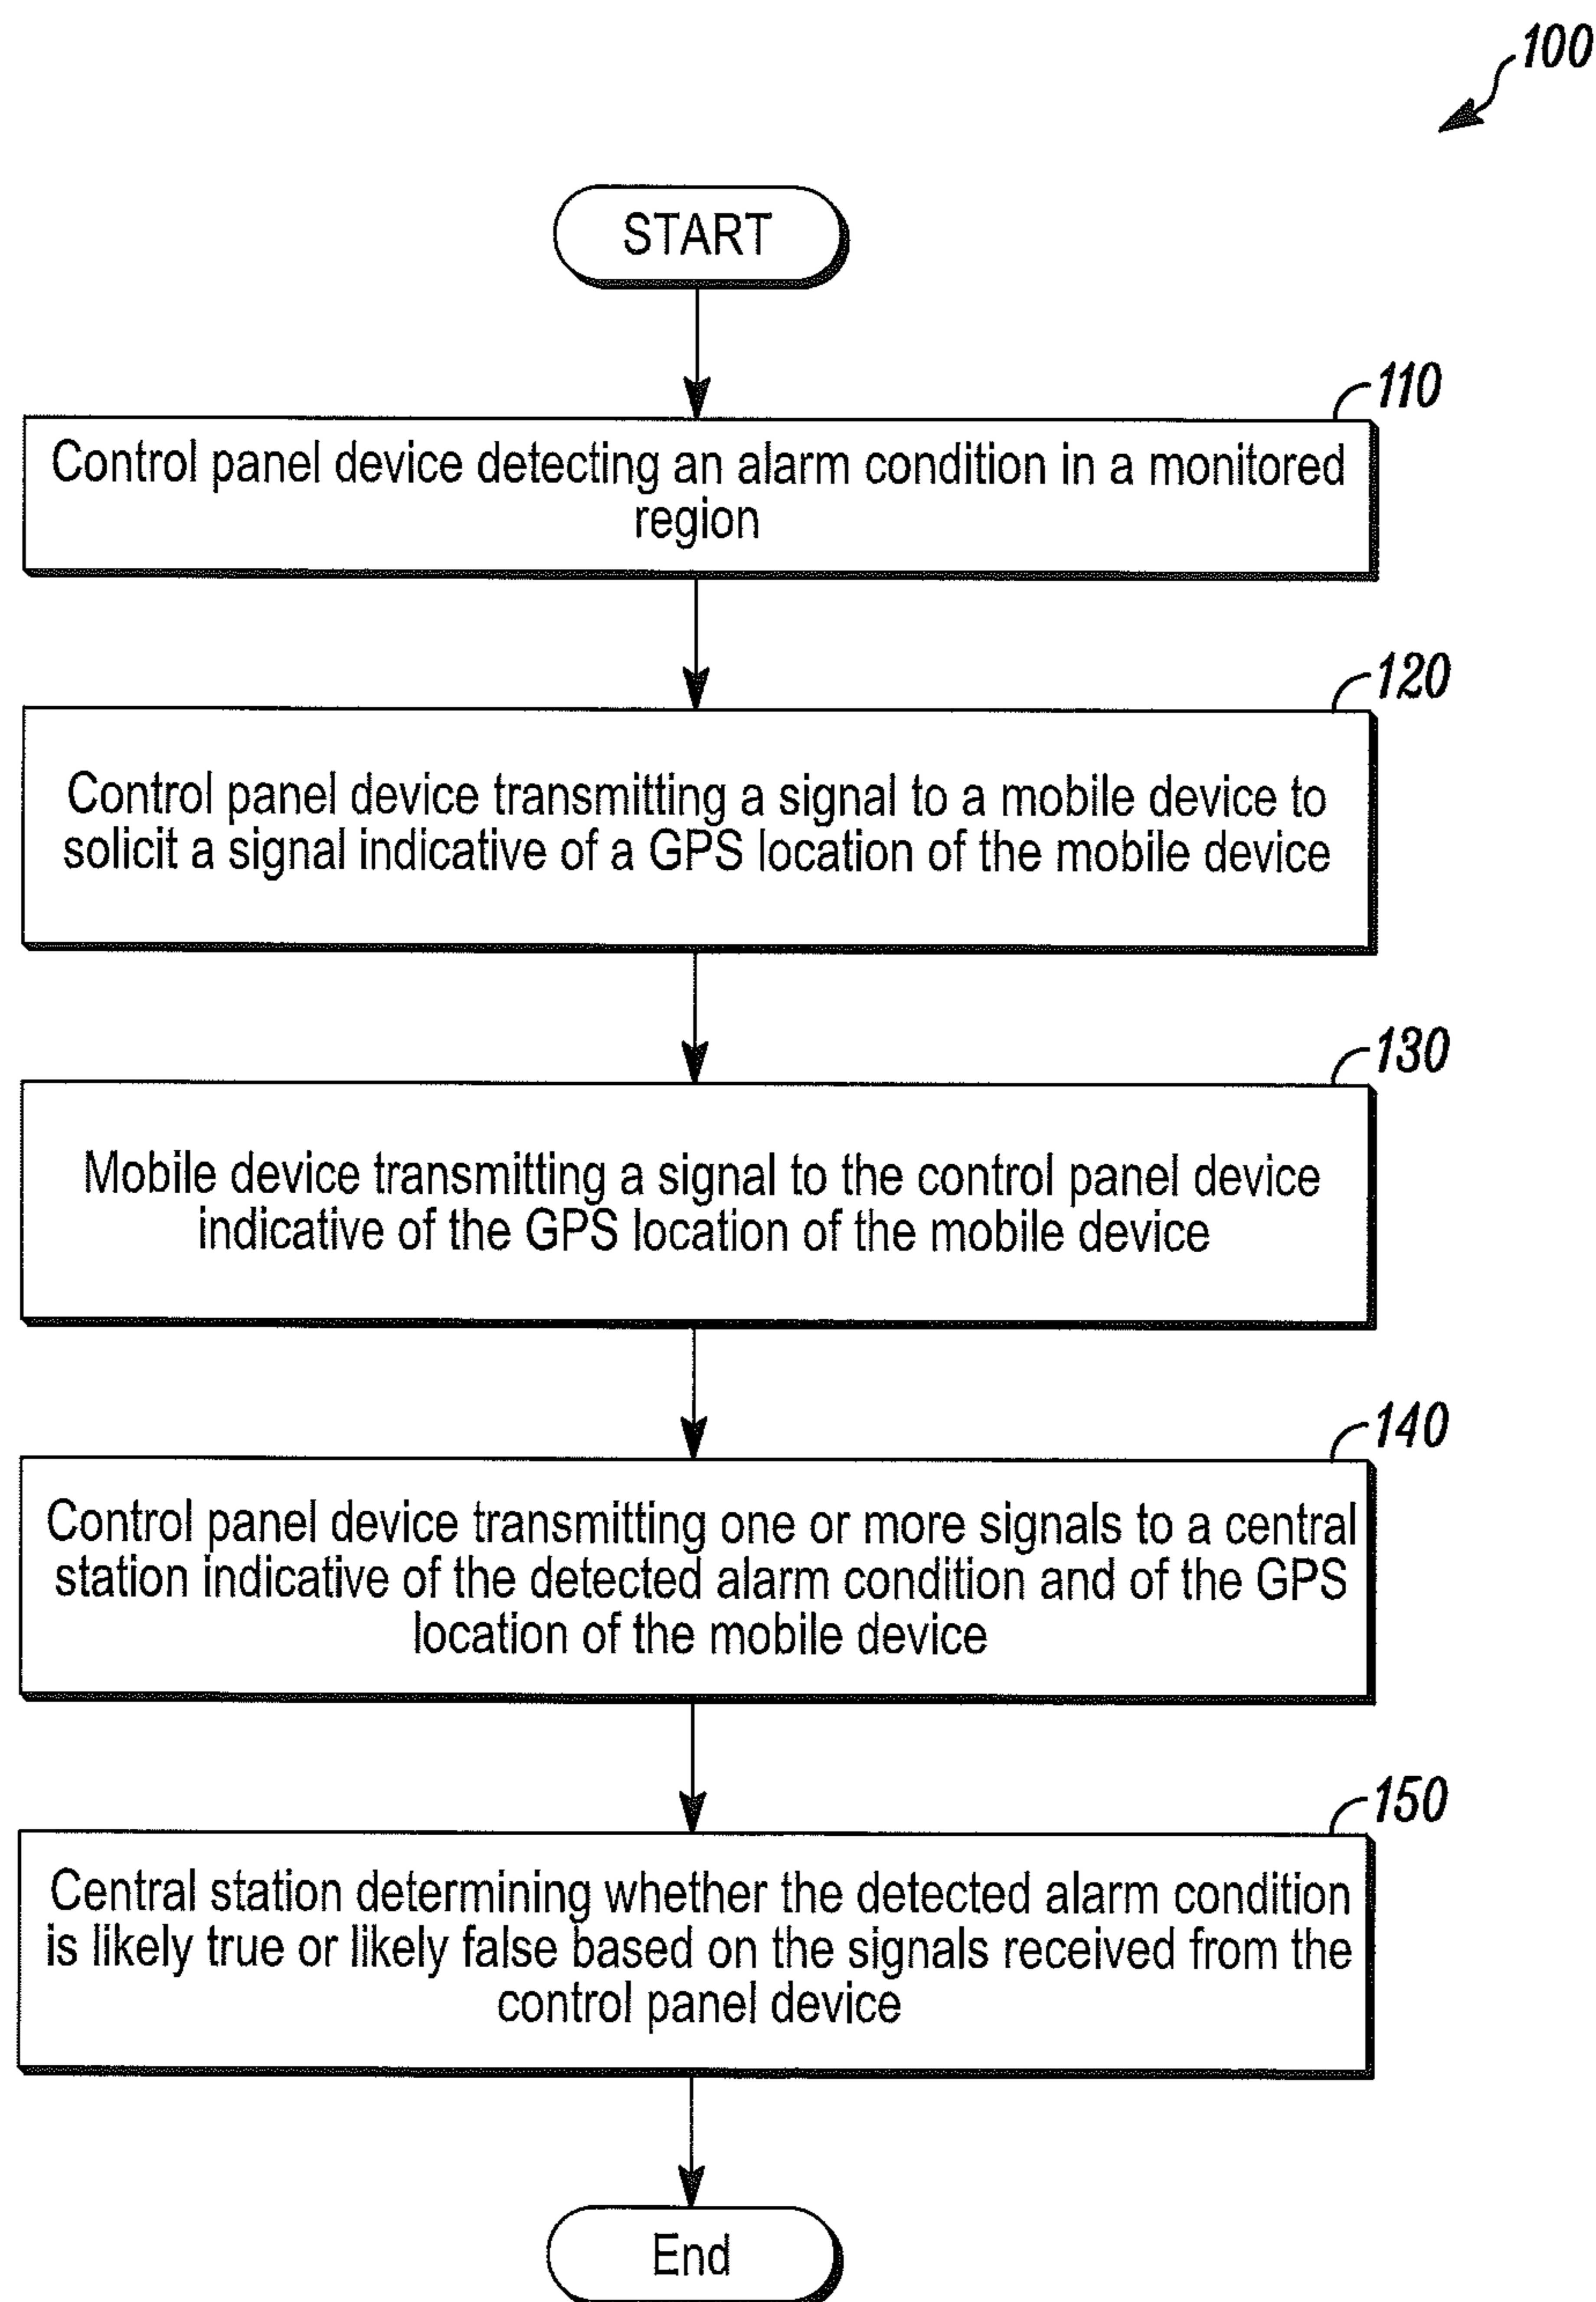 100
START
110
Control panel device detecting an alarm condition in a monitored
region
120
Control panel device transmitting a signal to a mobile device to
solicit a signal indicative of a GPS location of the mobile device
130
Mobile device transmitting a signal to the control panel device
indicative of the GPS location of the mobile device
140
Control panel device transmitting one or more signals to a central
station indicative of the detected alarm condition and of the GPS
location of the mobile device
150
Central station determining whether the detected alarm condition
is likely true or likely false based on the signals received from the
control panel device
End